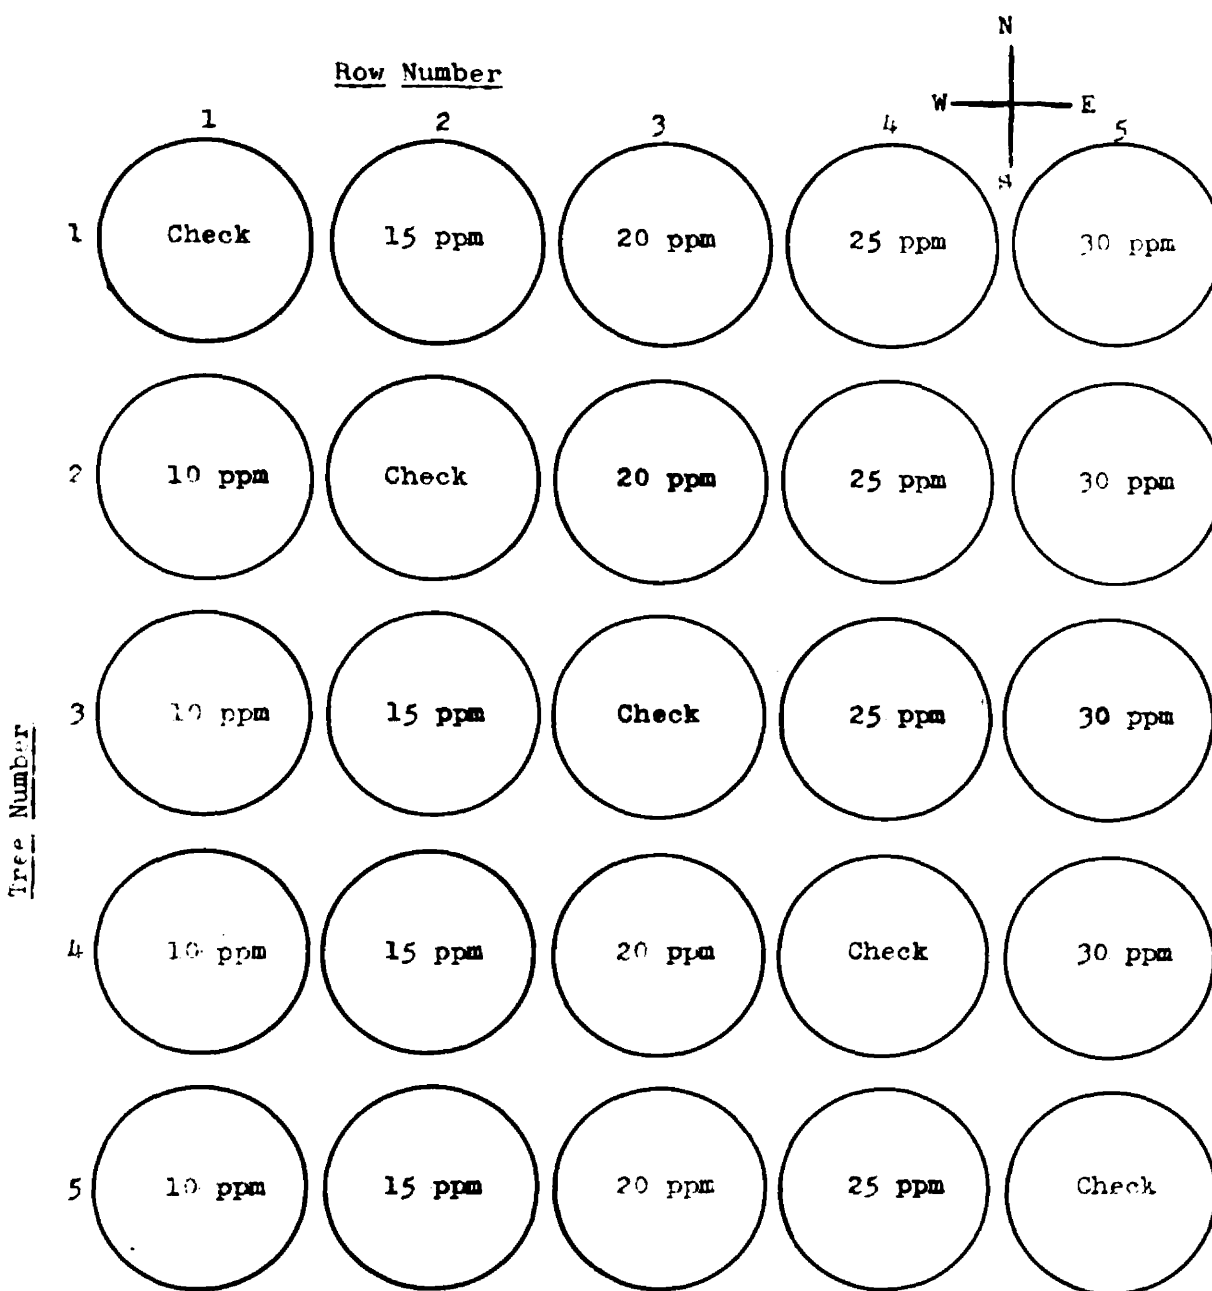 N
Row Number
W E
1 2 3 4 5
S
1 Check 15 ppm 20 ppm 25 ppm 30 ppm
2 10 ppm Check 20 ppm 25 ppm 30 ppm
3 10 ppm 15 ppm Check 25 ppm 30 ppm
Tree Number
4 10 ppm 15 ppm 20 ppm Check 30 ppm
5 10 ppm 15 ppm 20 ppm 25 ppm Check